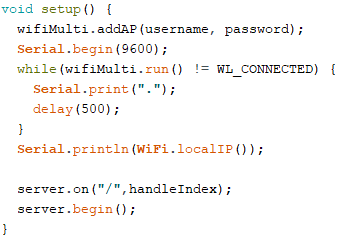 void setup() {
  wifiMulti.addAP(username, password);
  Serial.begin(9600);
  while(wifiMulti.run() != WL_CONNECTED) {
    Serial.print(".");
    delay(500);
  }
  Serial.println(WiFi.localIP());

  server.on("/",handleIndex);
  server.begin();
}